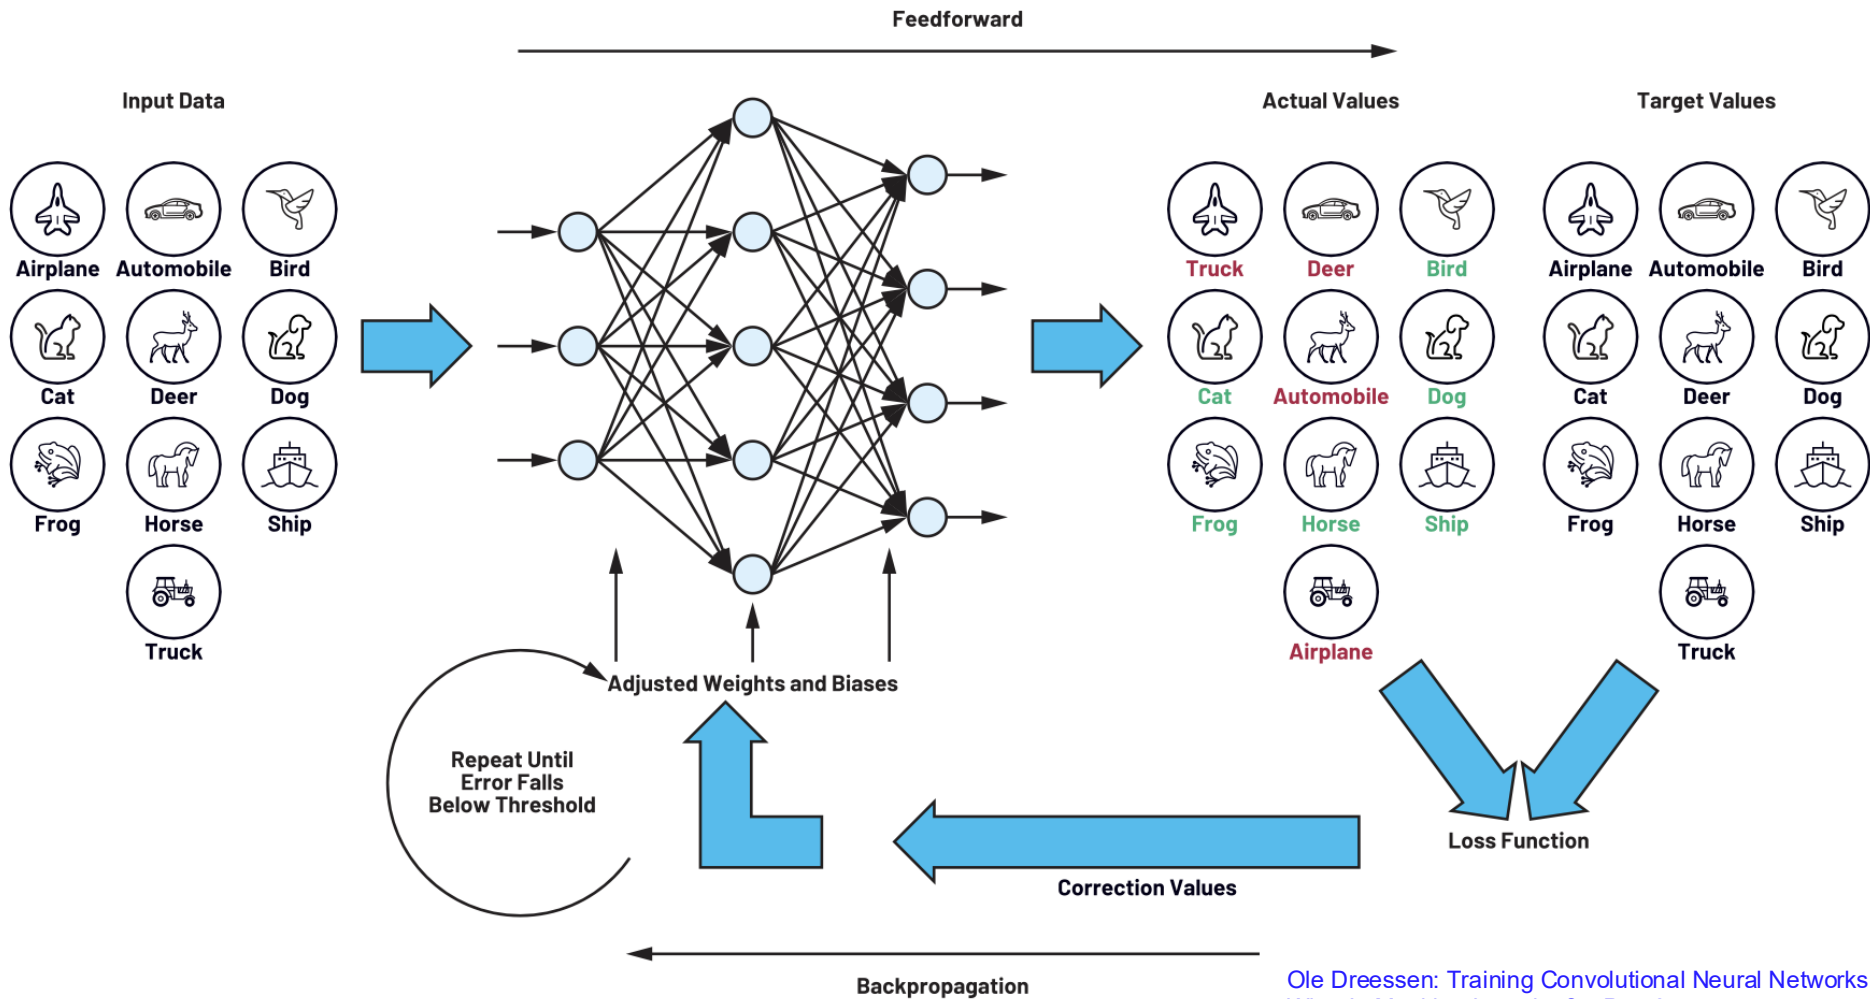 Feedforward
Input Data
Actual Values
Target Values
Airplane Automobile Bird
Cat Deer Dog
Frog Horse Ship
Truck
Truck Deer Bird
Cat Automobile Dog
Frog Horse Ship
Airplane
Airplane Automobile Bird
Cat Deer Dog
Frog Horse Ship
Truck
Adjusted Weights and Biases
Repeat Until
Error Falls
Below Threshold
Loss Function
Correction Values
Backpropagation
Ole Dreessen: Training Convolutional Neural Networks